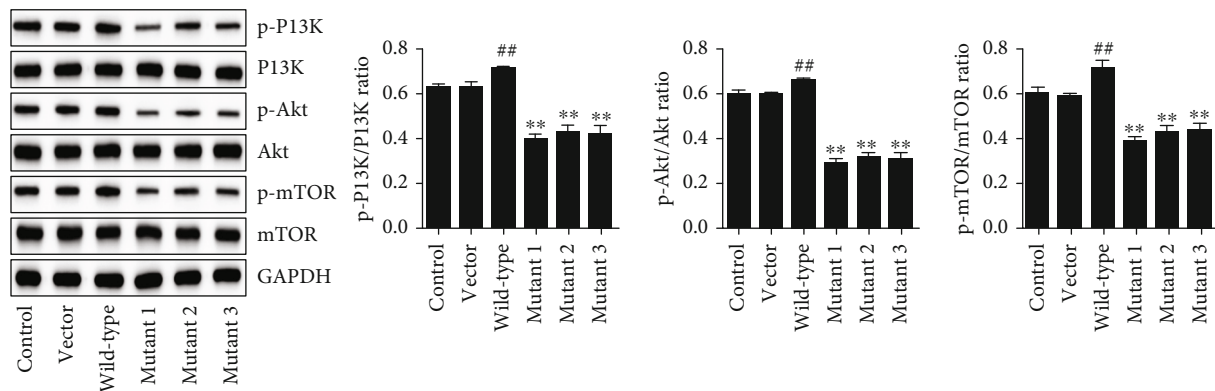 p-P13K
P13K
p-Akt
Akt
p-mTOR
mTOR
GAPDH
Control
Vector
Wild-type
Mutant 1
Mutant 2
Mutant 3
p-P13K/P13K ratio
0.8
0.6
0.4
0.2
0.0
##
**
**
**
Control
Vector
Wild-type
Mutant 1
Mutant 2
Mutant 3
p-Akt/Akt ratio
0.8
0.6
0.4
0.2
0.0
##
**
**
**
Control
Vector
Wild-type
Mutant 1
Mutant 2
Mutant 3
p-mTOR/mTOR ratio
0.8
0.6
0.4
0.2
0.0
##
**
**
**
Control
Vector
Wild-type
Mutant 1
Mutant 2
Mutant 3